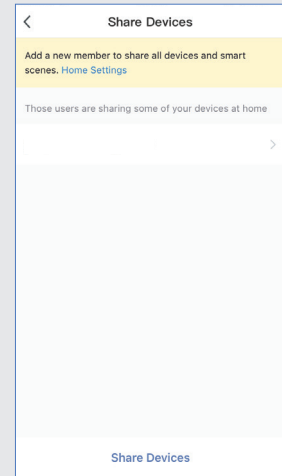 Share Devices
Add a new member to share all devices and smart
scenes. Home Settings
Those users are sharing some of your devices at home
Share Devices